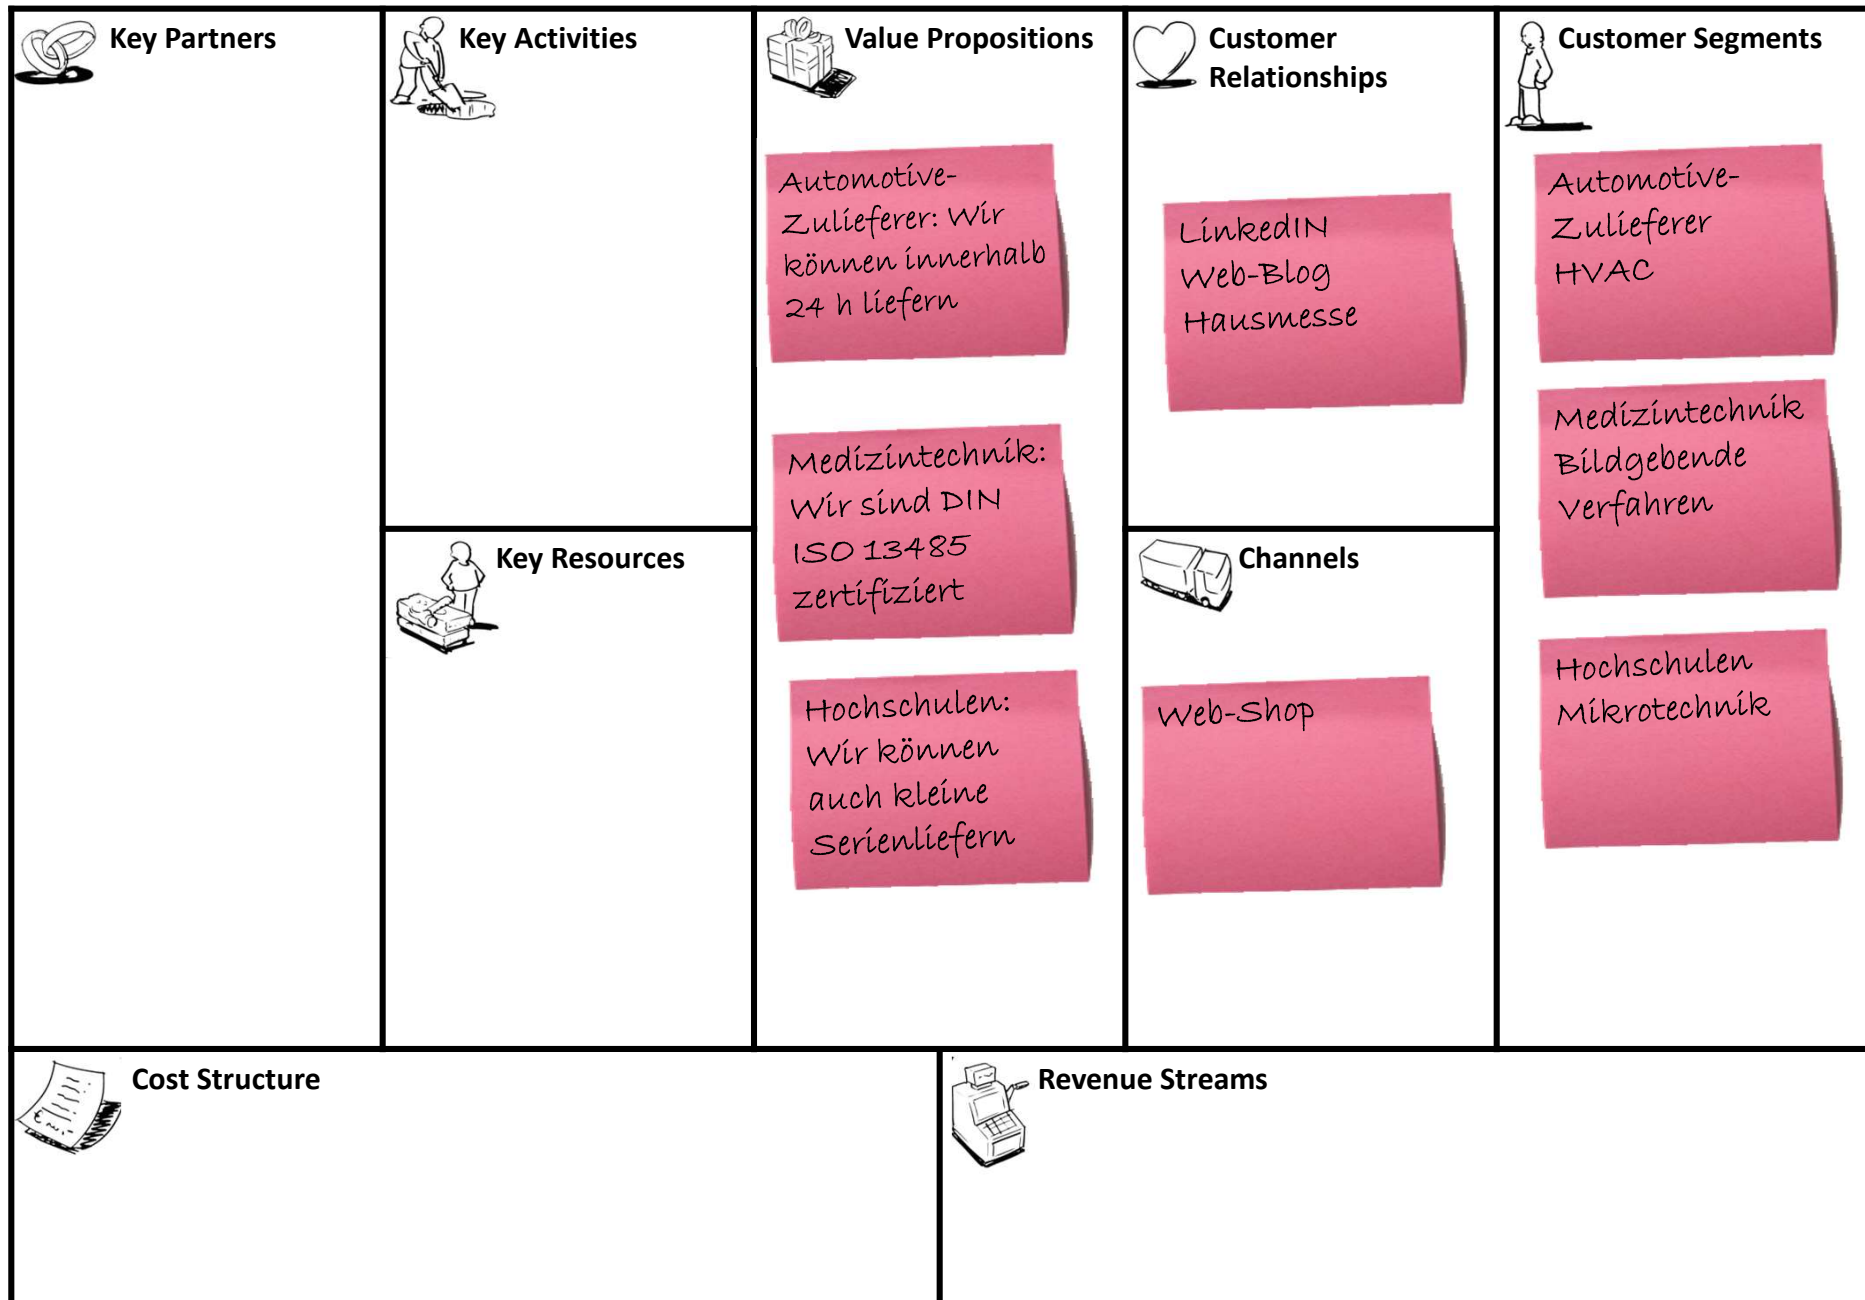 Key Partners
Key Activities
Key Resources
Value Propositions
Automotive-
Zulieferer: Wir
können innerhalb
24 h liefern
Medizintechnik:
Wir sind DIN
ISO 13485
zertifiziert
Hochschulen:
Wir können
auch kleine
Serienliefern
Customer
Relationships
LinkedIN
Web-Blog
Hausmesse
Channels
Web-Shop
Customer Segments
Automotive-
Zulieferer
HVAC
Medizintechnik
Bildgebende
Verfahren
Hochschulen
Mikrotechnik
Cost Structure
Revenue Streams